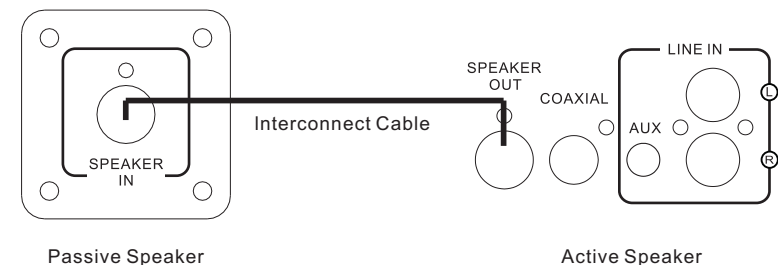 LINE IN
SPEAKER
OUT
COAXIAL
L
AUX
Interconnect Cable
SPEAKER
IN
R
Passive Speaker
Active Speaker